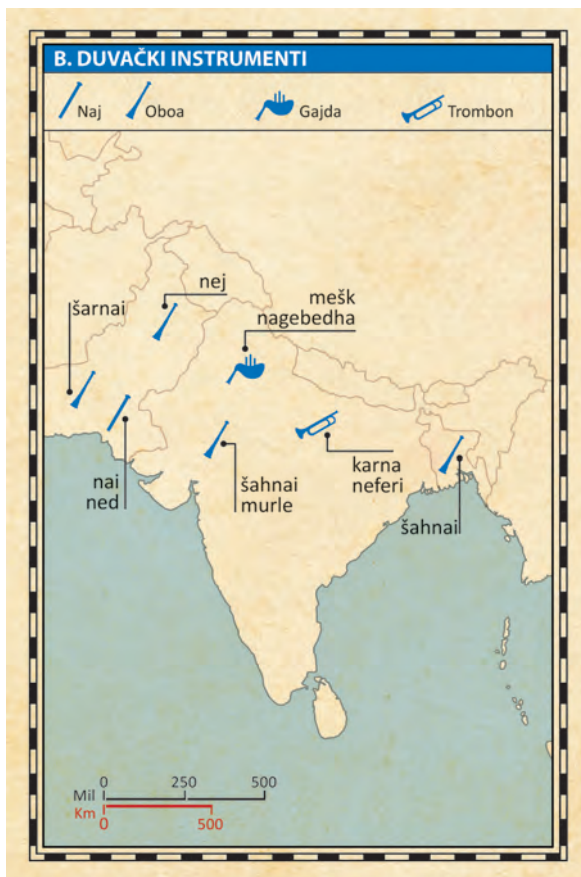 B. DUVAČKI INSTRUMENTI
Naj
Oboa
Gajda
Trombon
nej
šarnai
mešk
nagebedha
nai
ned
šahnai
murle
karna
neferi
šahnai
0 250 500
Mil
Km
0 500